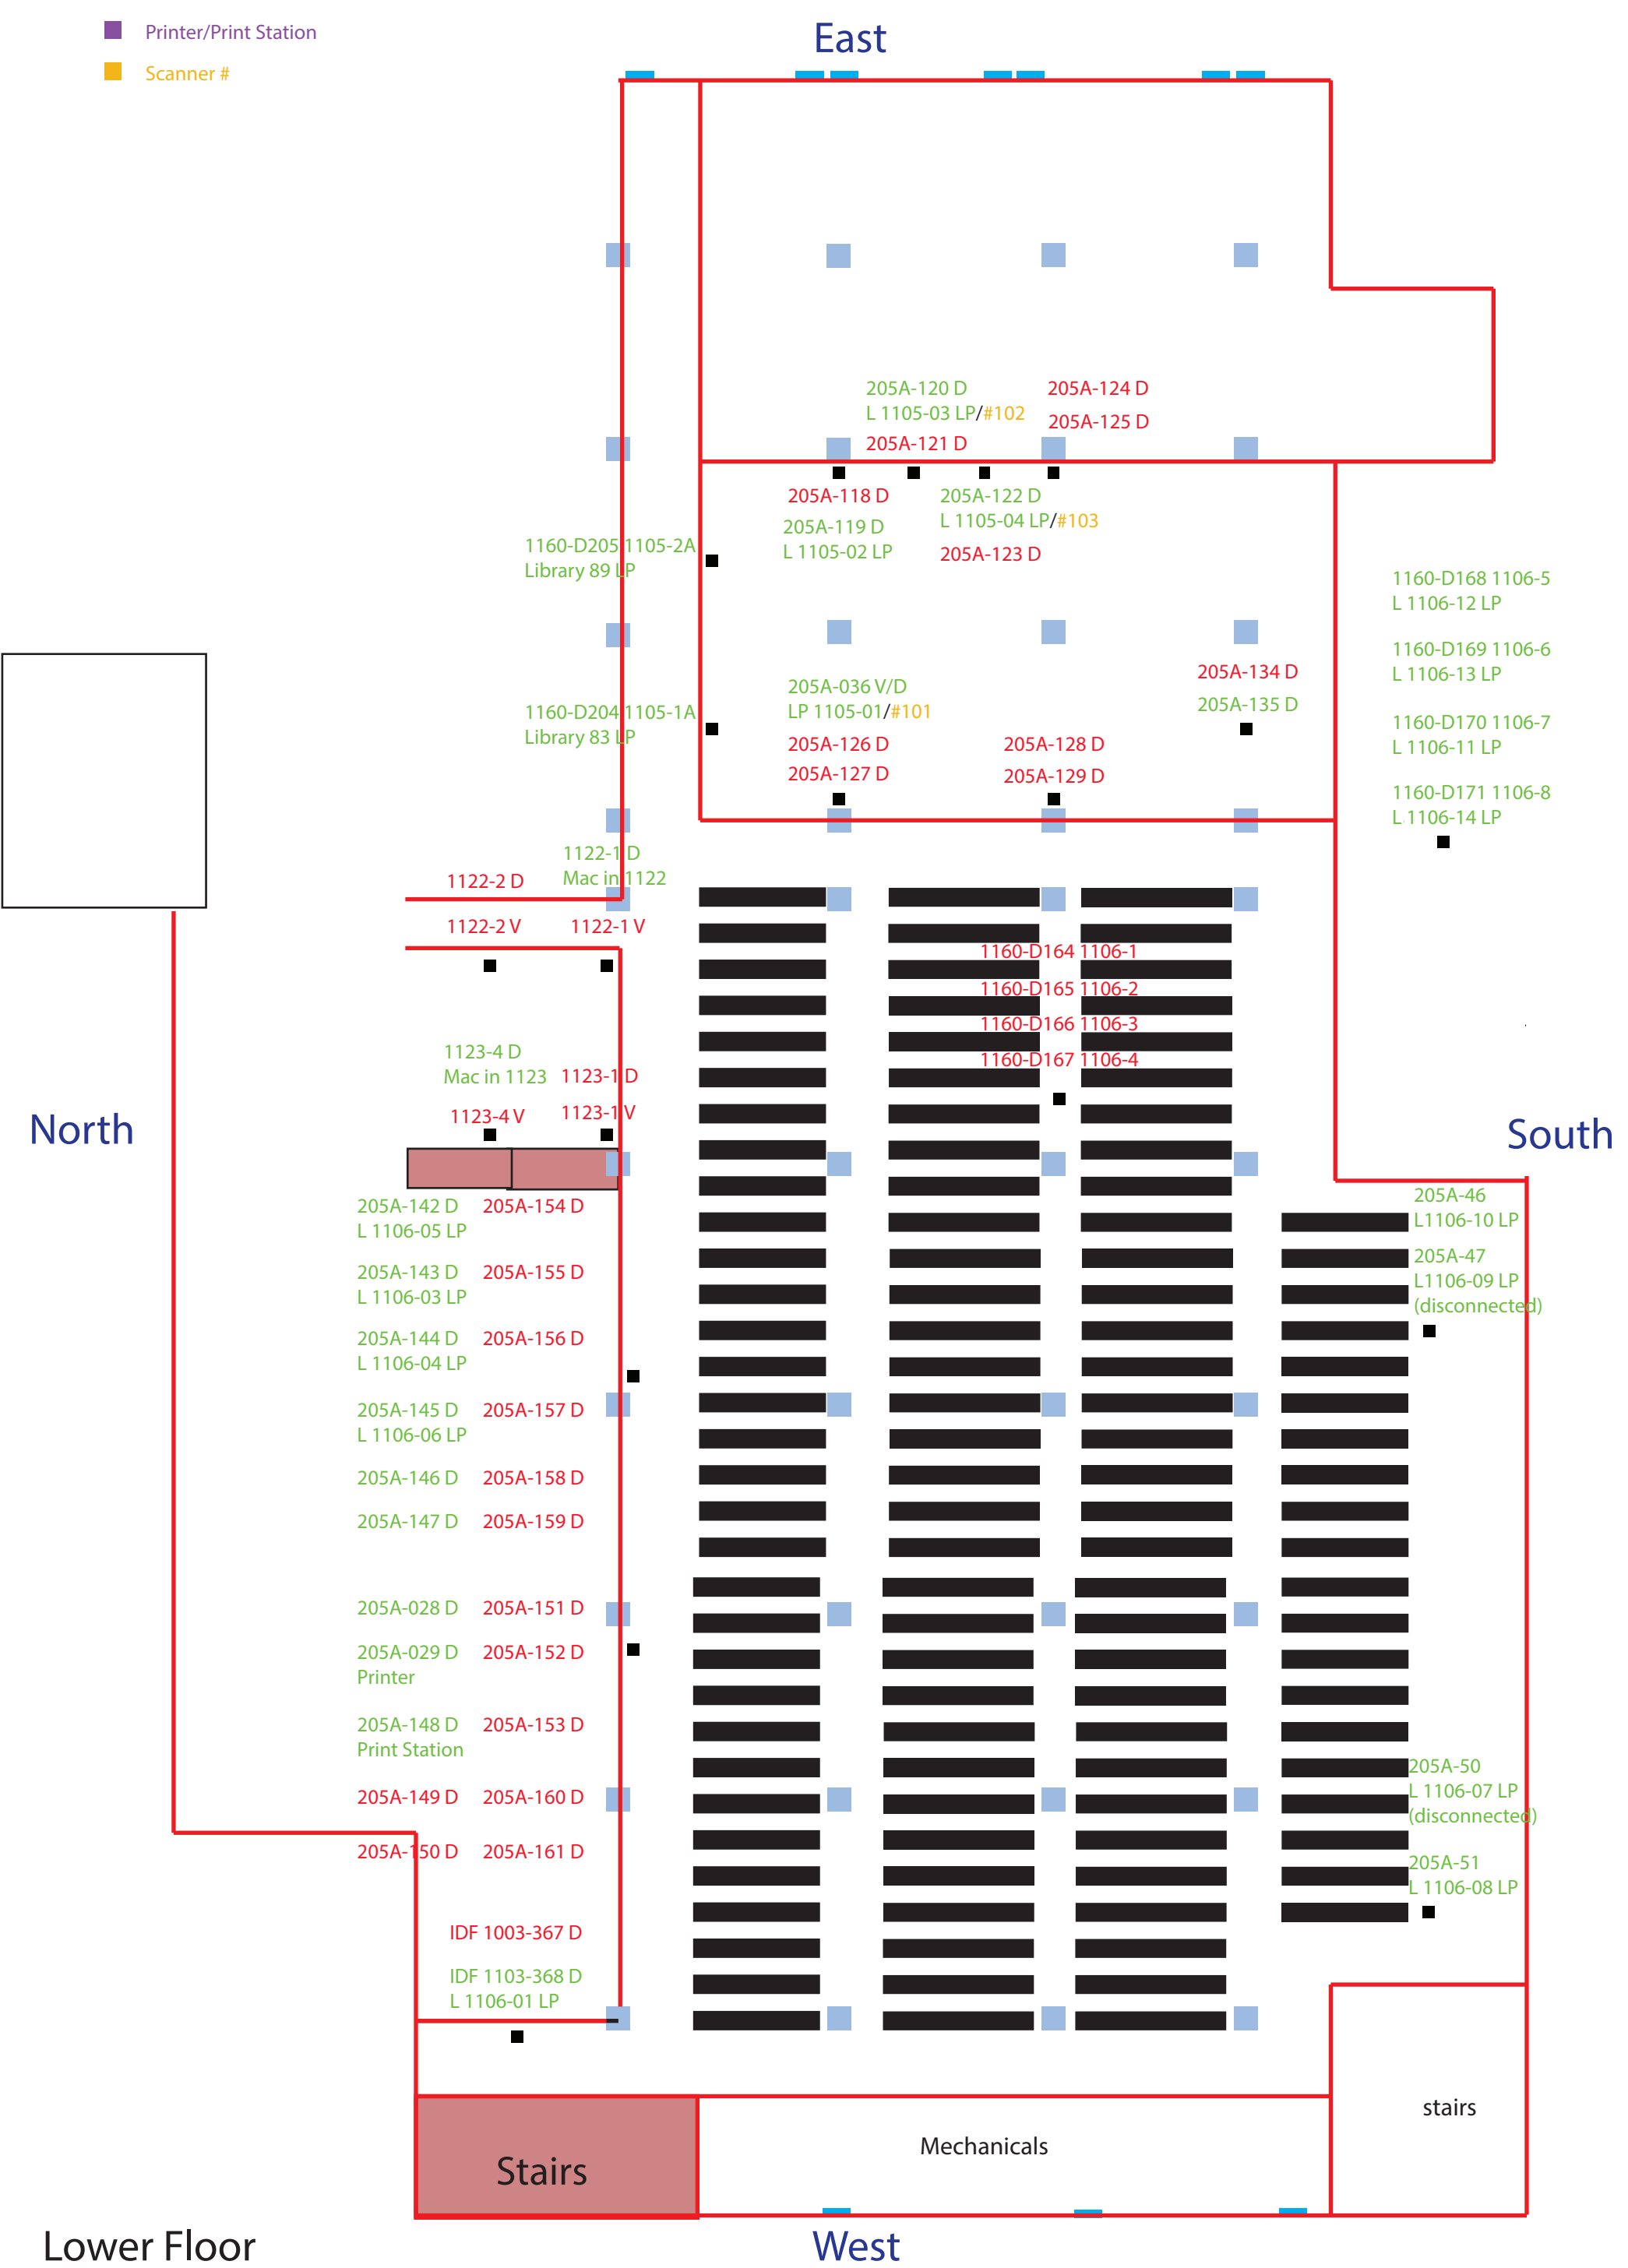 Printer/Print Station
Scanner #
East
205A-120 D
L 1105-03 LP/#102
205A-121 D
205A-124 D
205A-125 D
205A-118 D
205A-119 D
L 1105-02 LP
205A-122 D
L 1105-04 LP/#103
205A-123 D
1160-D205 1105-2A
Library 89 LP
1160-D168 1106-5
L 1106-12 LP
1160-D169 1106-6
L 1106-13 LP
1160-D170 1106-7
L 1106-11 LP
1160-D171 1106-8
L 1106-14 LP
1160-D204 1105-1A
Library 83 LP
205A-036 V/D
LP 1105-01/#101
205A-126 D
205A-127 D
205A-128 D
205A-129 D
205A-134 D
205A-135 D
1122-1 D
Mac in 1122
1122-2 D
1122-2 V
1122-1 V
1160-D164 1106-1
1160-D165 1106-2
1160-D166 1106-3
1160-D167 1106-4
1123-4 D
Mac in 1123
1123-1 D
1123-4 V
1123-1 V
North
South
205A-142 D
L 1106-05 LP
205A-154 D
205A-143 D
L 1106-03 LP
205A-155 D
205A-144 D
L 1106-04 LP
205A-156 D
205A-145 D
L 1106-06 LP
205A-157 D
205A-146 D
205A-158 D
205A-147 D
205A-159 D
205A-46
L1106-10 LP
205A-47
L1106-09 LP
(disconnected)
205A-028 D
205A-151 D
205A-029 D
Printer
205A-152 D
205A-148 D
Print Station
205A-153 D
205A-149 D
205A-160 D
205A-150 D
205A-161 D
205A-50
L 1106-07 LP
(disconnected)
205A-51
L 1106-08 LP
IDF 1003-367 D
IDF 1103-368 D
L 1106-01 LP
stairs
Mechanicals
Stairs
Lower Floor
West